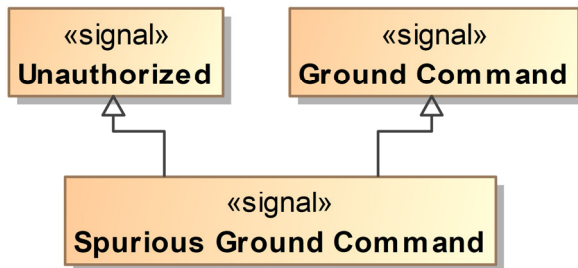 «signal»
Unauthorized
«signal»
Ground Command
«signal»
Spurious Ground Command